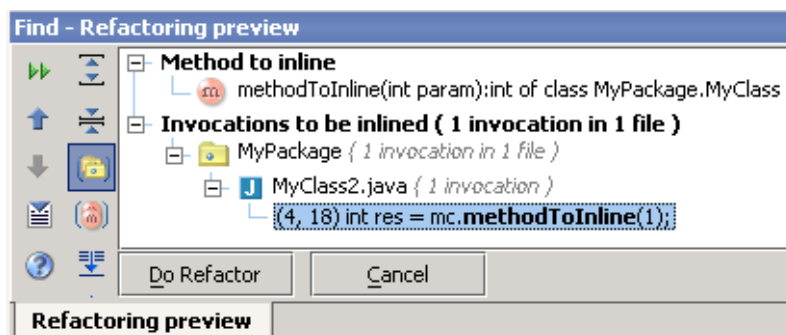 Find - Refactoring preview
Method to inline
m methodToInline(int param):int of class MyPackage.MyClass
Invocations to be inlined ( 1 invocation in 1 file )
MyPackage ( 1 invocation in 1 file )
J MyClass2.java ( 1 invocation )
(4, 18) int res = mc.methodToInline(1);
Do Refactor Cancel
Refactoring preview